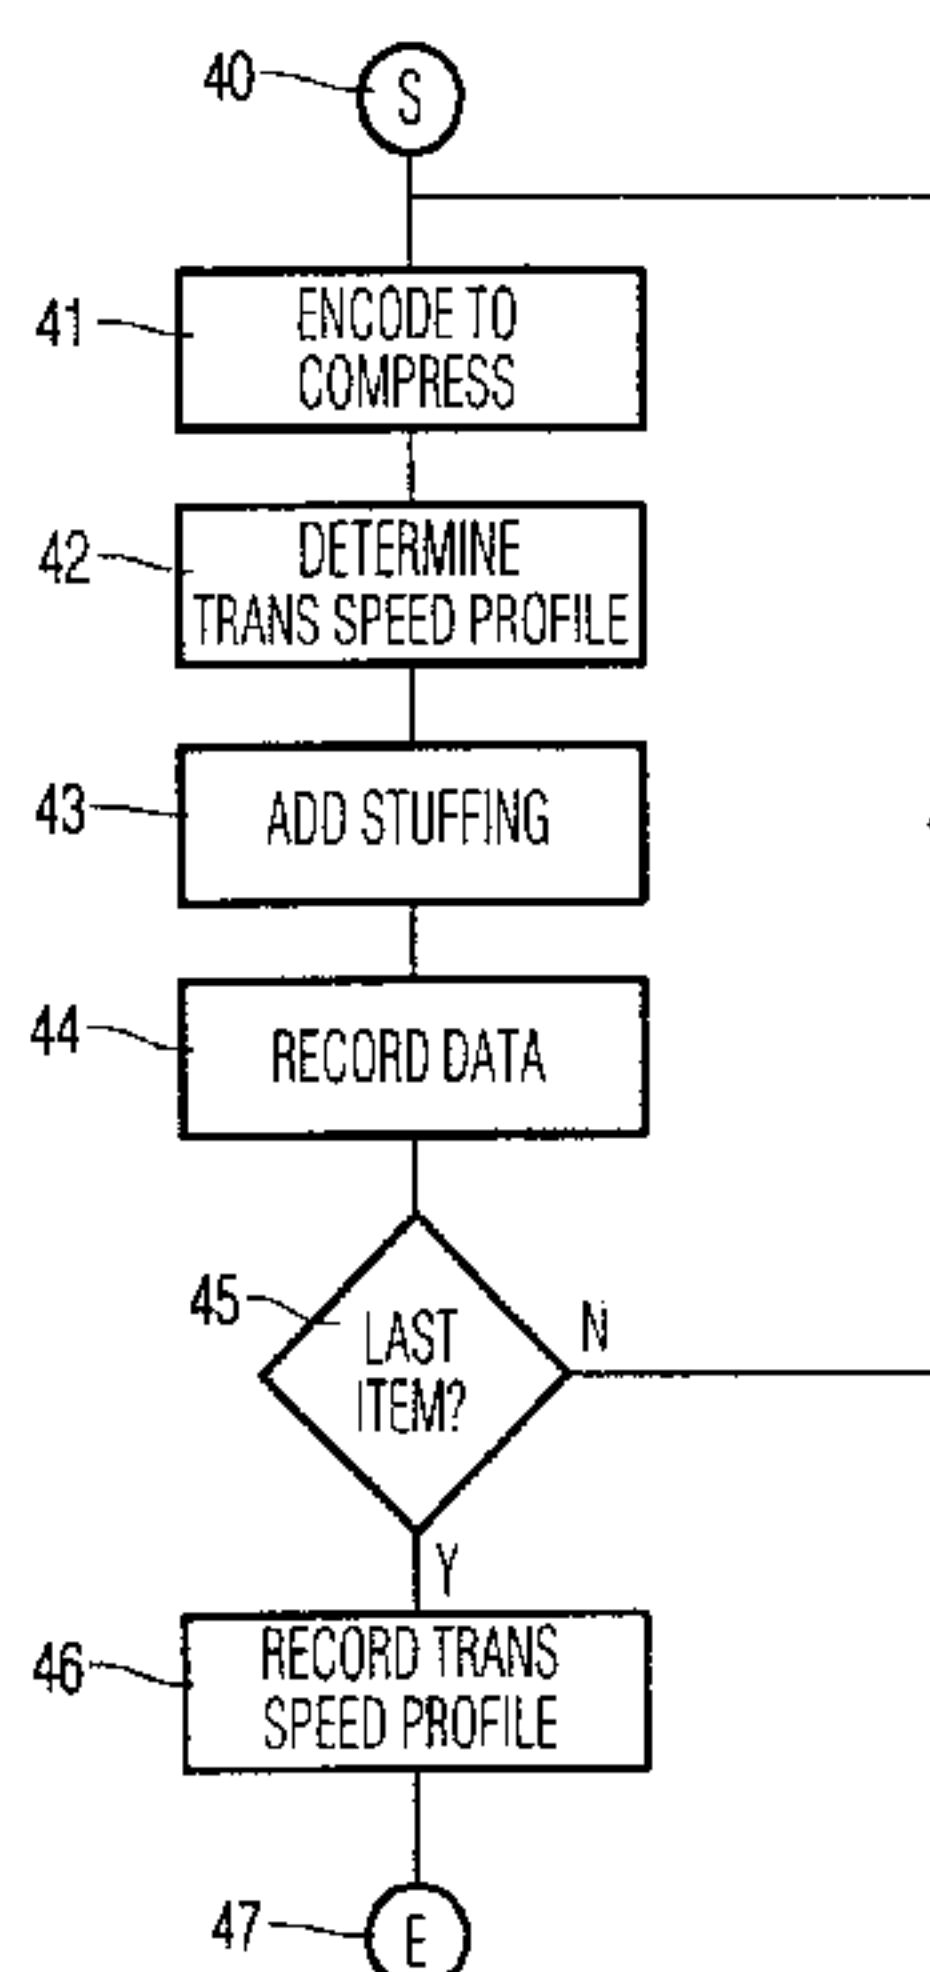 40
S
41
ENCODE TO
COMPRESS
42
DETERMINE
TRANS SPEED PROFILE
43
ADD STUFFING
44
RECORD DATA
45
LAST
ITEM?
N
Y
46
RECORD TRANS
SPEED PROFILE
47
E